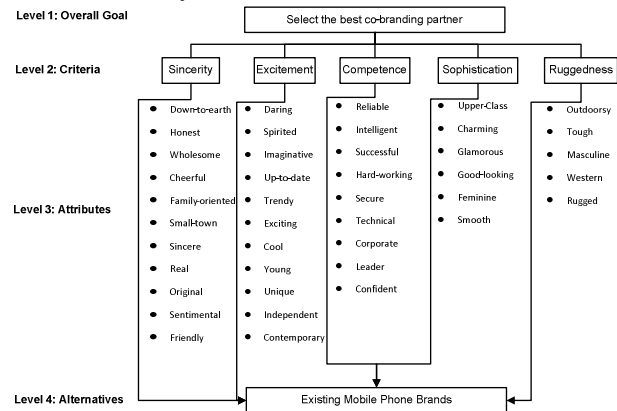 Level 1: Overall Goal
Select the best co-branding partner
Level 2: Criteria
Sincerity
Excitement
Competence
Sophistication
Ruggedness
Level 3: Attributes
Down-to-earth
Honest
Wholesome
Cheerful
Family-oriented
Small-town
Sincere
Real
Original
Sentimental
Friendly
Daring
Spirited
Imaginative
Up-to-date
Trendy
Exciting
Cool
Young
Unique
Independent
Contemporary
Reliable
Intelligent
Successful
Hard-working
Secure
Technical
Corporate
Leader
Confident
Upper-Class
Charming
Glamorous
Good-looking
Feminine
Smooth
Outdoorsy
Tough
Masculine
Western
Rugged
Level 4: Alternatives
Existing Mobile Phone Brands